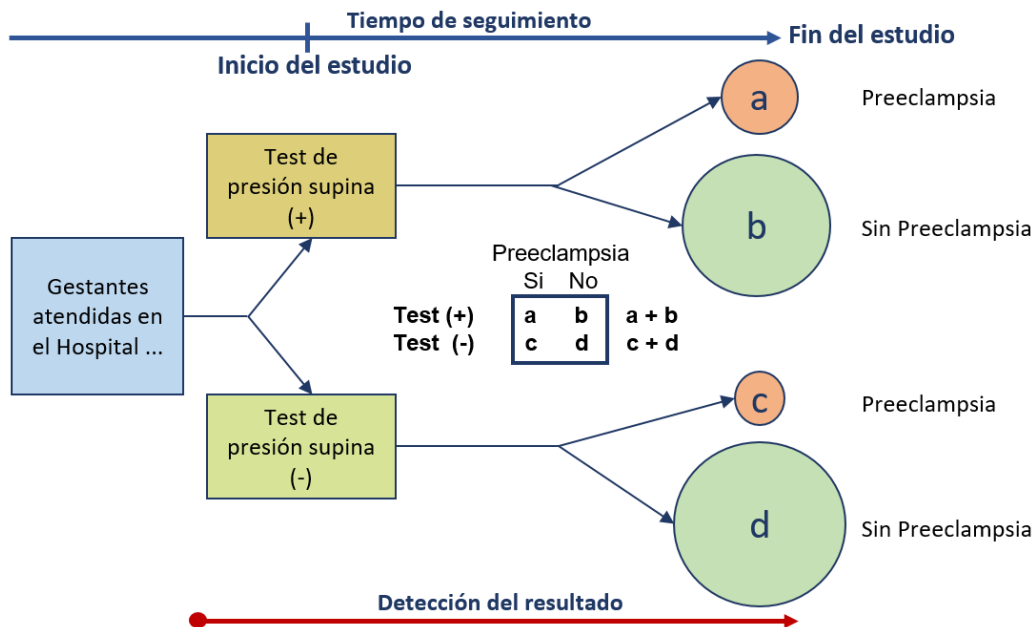 Tiempo de seguimiento
Inicio del estudio
Fin del estudio
a
Preeclampsia
Test de
presión supina
(+)
b
Sin Preeclampsia
Gestantes
atendidas en
el Hospital ...
Preeclampsia
Si No
Test (+) a b a + b
Test (-) c d c + d
c
Preeclampsia
Test de
presión supina
(-)
d
Sin Preeclampsia
Detección del resultado